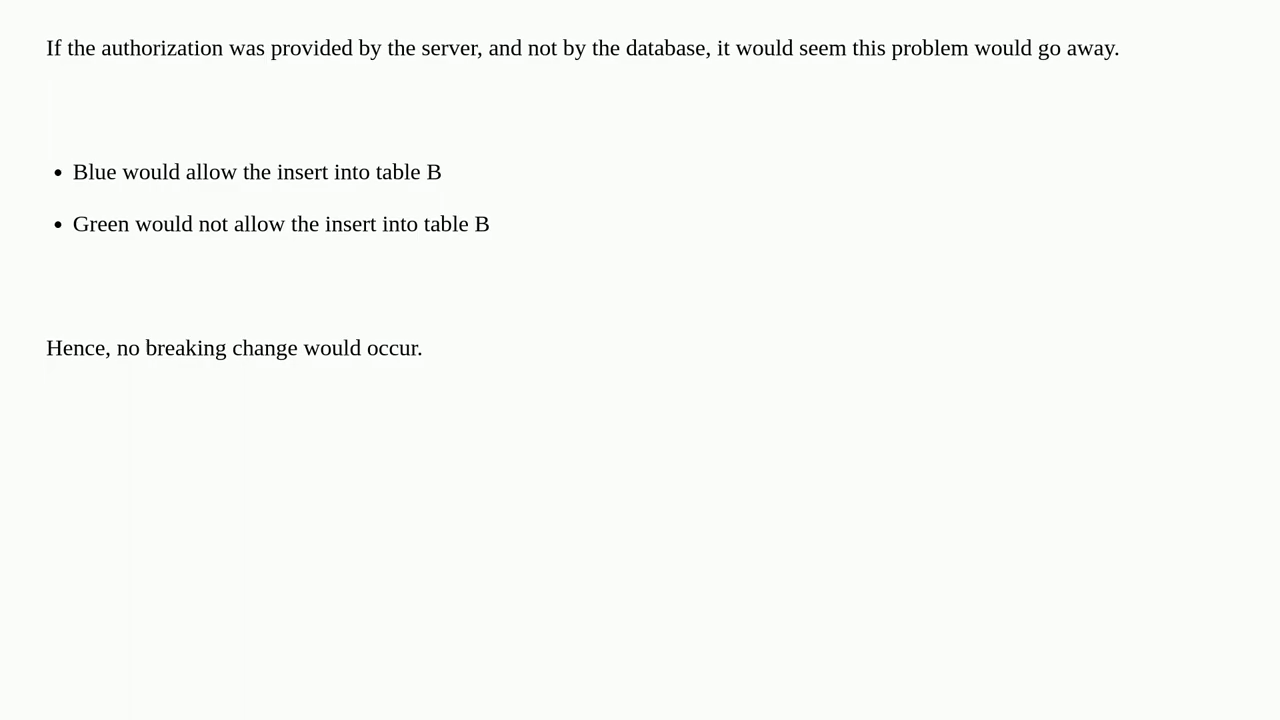 If the authorization was provided by the server, and not by the database, it would seem this problem would go away.
• Blue would allow the insert into table B
• Green would not allow the insert into table B
Hence, no breaking change would occur.